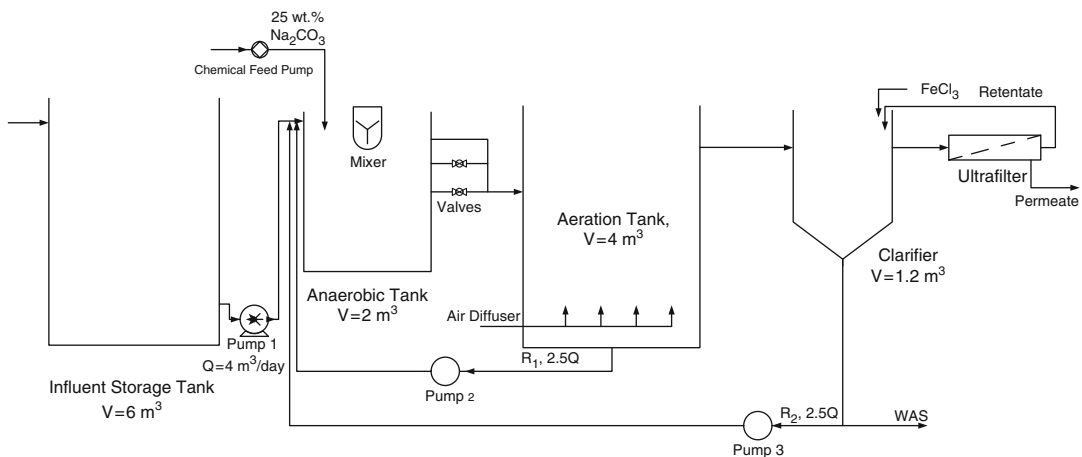 25 wt.%
Na₂CO₃
Chemical Feed Pump
FeCl₃
Retentate
Mixer
Ultrafilter
Permeate
Valves
Aeration Tank,
V=4 m³
Clarifier
V=1.2 m³
Anaerobic Tank
V=2 m³
Air Diffuser
Pump 1
Q=4 m³/day
R₁, 2.5Q
Influent Storage Tank
V=6 m³
Pump 2
R₂, 2.5Q
WAS
Pump 3